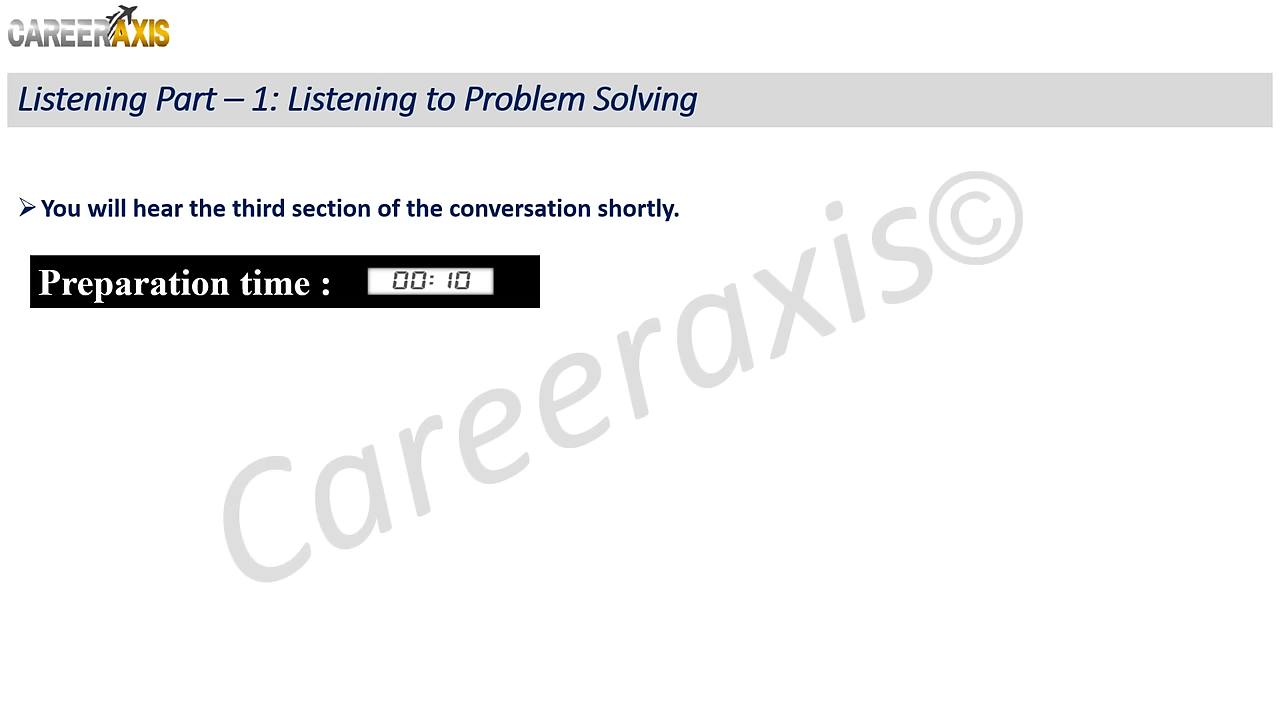 CAREERAXIS
Listening Part – 1: Listening to Problem Solving
You will hear the third section of the conversation shortly.
Preparation time : 00:10
Careeraxis©